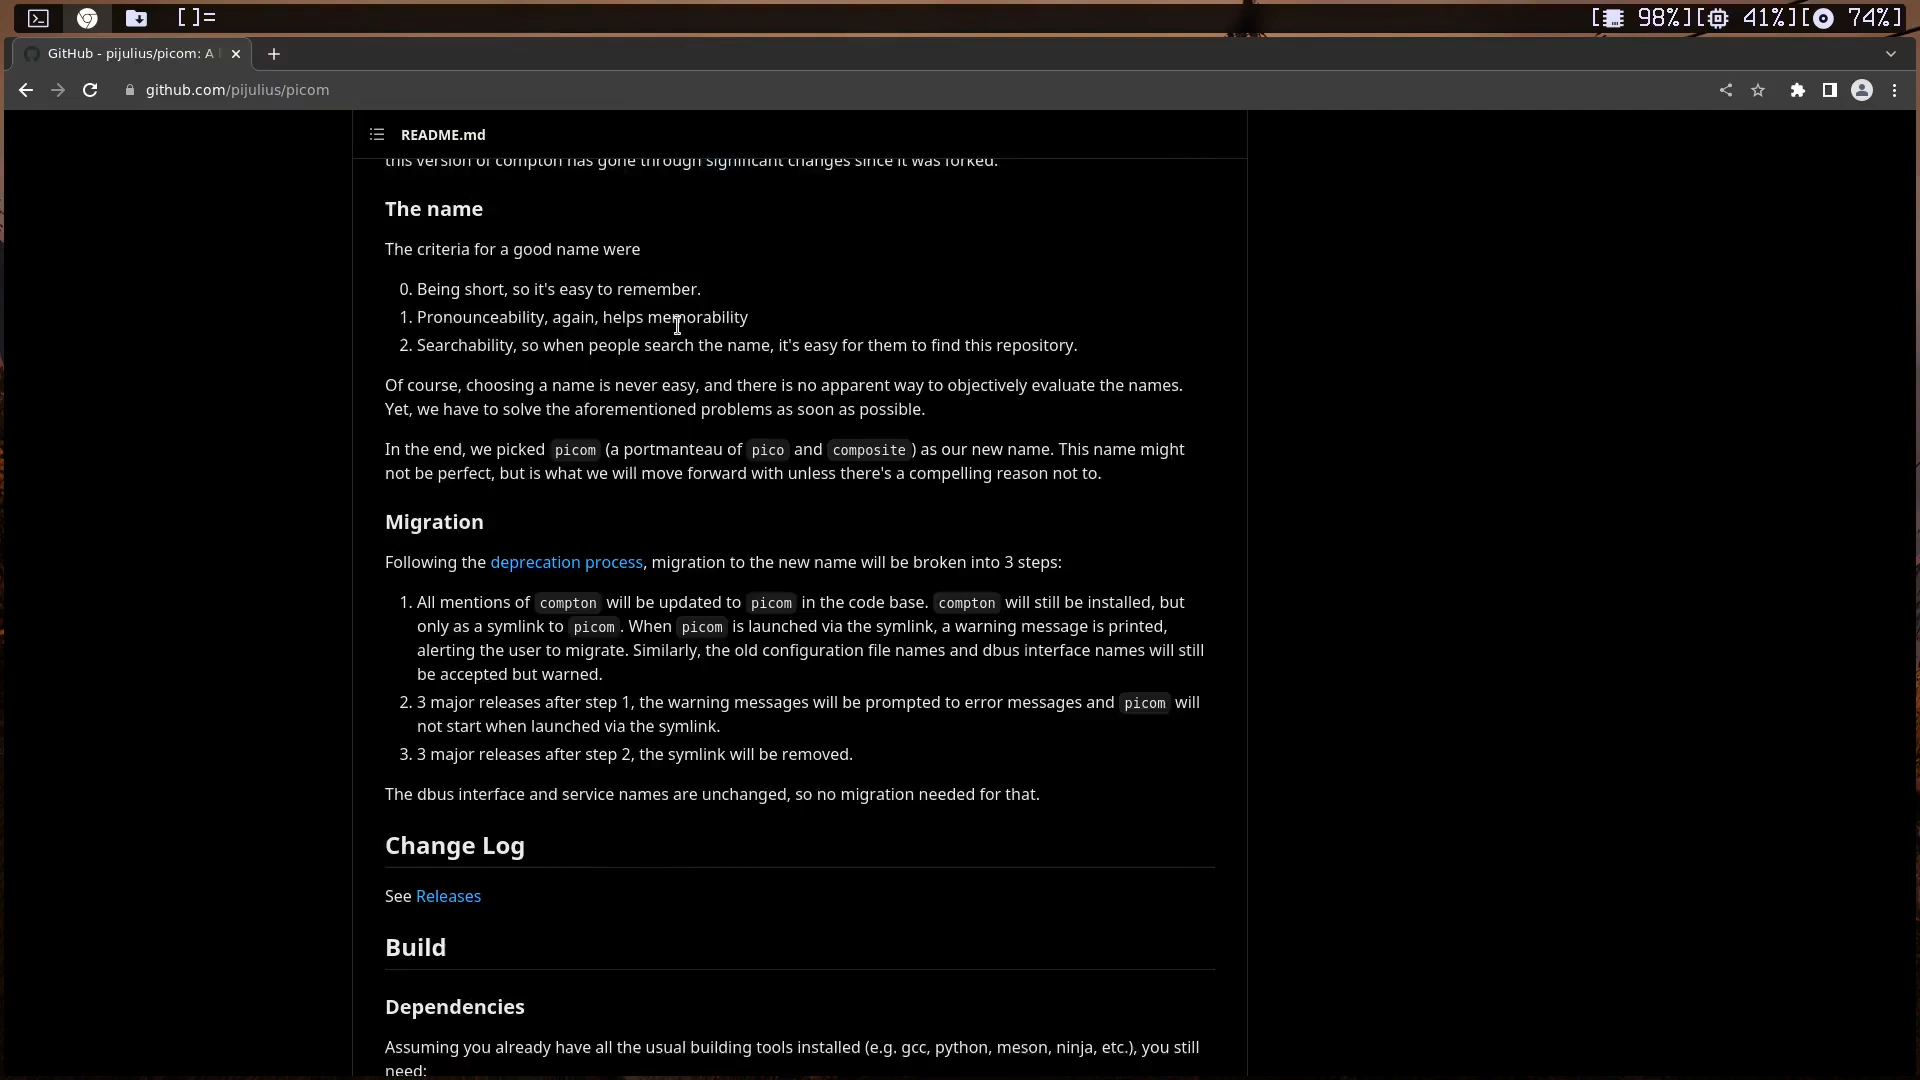 []=
[ 98%][ 41%][ 74%]
GitHub - pijulius/picom: A
github.com/pijulius/picom
README.md
this version of compton has gone through significant changes since it was forked.
The name
The criteria for a good name were
0. Being short, so it's easy to remember.
1. Pronounceability, again, helps memorability
2. Searchability, so when people search the name, it's easy for them to find this repository.
Of course, choosing a name is never easy, and there is no apparent way to objectively evaluate the names.
Yet, we have to solve the aforementioned problems as soon as possible.
In the end, we picked picom (a portmanteau of pico and composite) as our new name. This name might
not be perfect, but is what we will move forward with unless there's a compelling reason not to.
Migration
Following the deprecation process, migration to the new name will be broken into 3 steps:
1. All mentions of compton will be updated to picom in the code base. compton will still be installed, but
only as a symlink to picom. When picom is launched via the symlink, a warning message is printed,
alerting the user to migrate. Similarly, the old configuration file names and dbus interface names will still
be accepted but warned.
2. 3 major releases after step 1, the warning messages will be prompted to error messages and picom will
not start when launched via the symlink.
3. 3 major releases after step 2, the symlink will be removed.
The dbus interface and service names are unchanged, so no migration needed for that.
Change Log
See Releases
Build
Dependencies
Assuming you already have all the usual building tools installed (e.g. gcc, python, meson, ninja, etc.), you still
need: